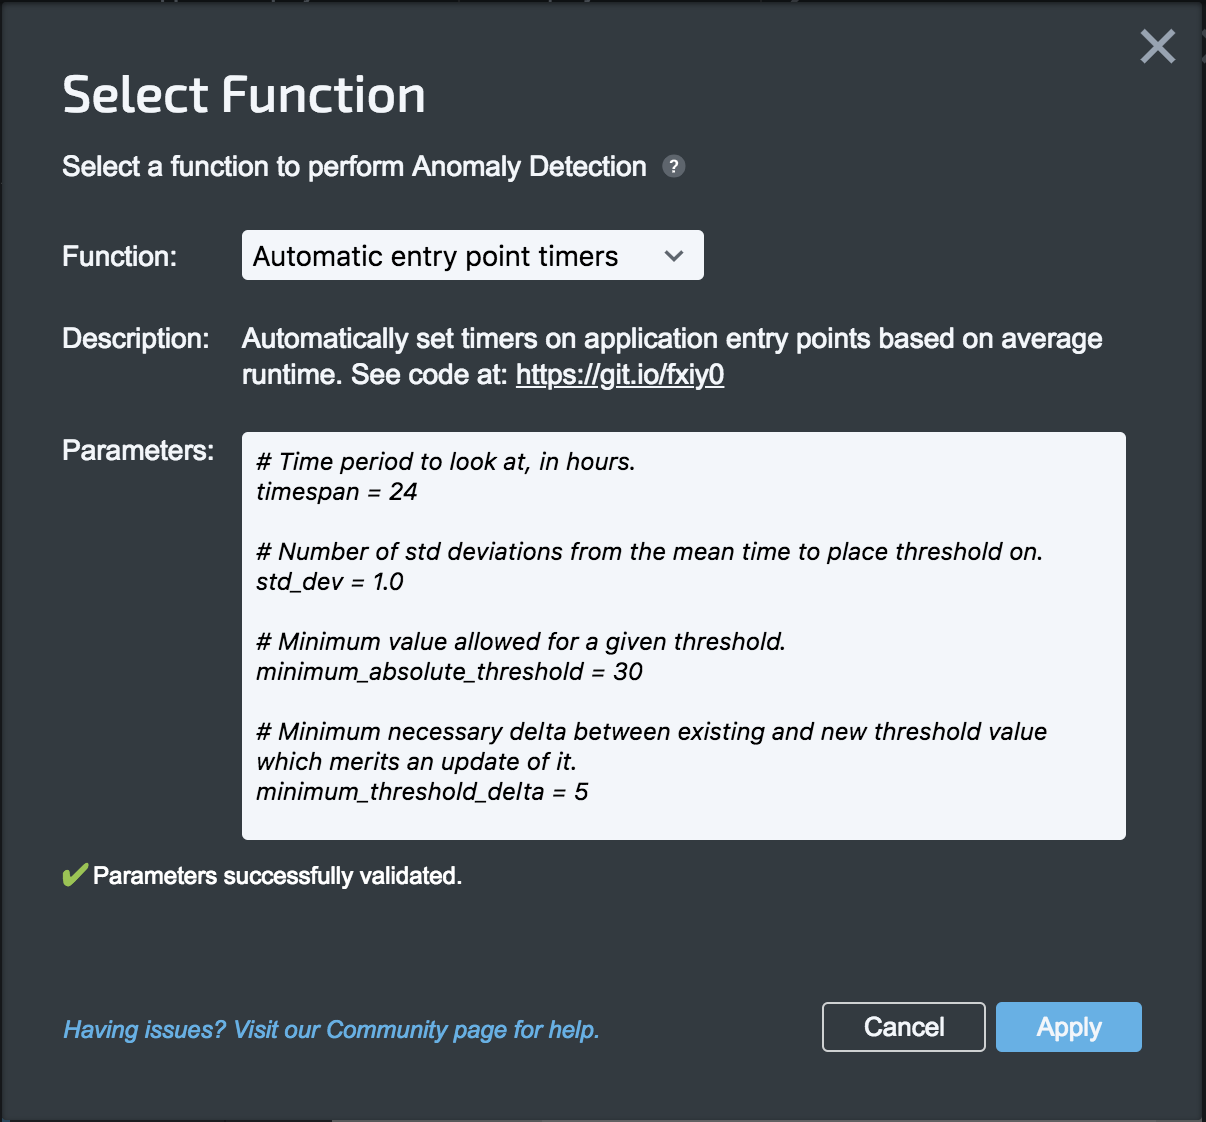 Select Function
Select a function to perform Anomaly Detection ?
Function: Automatic entry point timers
Description: Automatically set timers on application entry points based on average
runtime. See code at: https://git.io/fxiy0
Parameters:
# Time period to look at, in hours.
timespan = 24
# Number of std deviations from the mean time to place threshold on.
std_dev = 1.0
# Minimum value allowed for a given threshold.
minimum_absolute_threshold = 30
# Minimum necessary delta between existing and new threshold value
which merits an update of it.
minimum_threshold_delta = 5
Parameters successfully validated.
Having issues? Visit our Community page for help.
Cancel
Apply